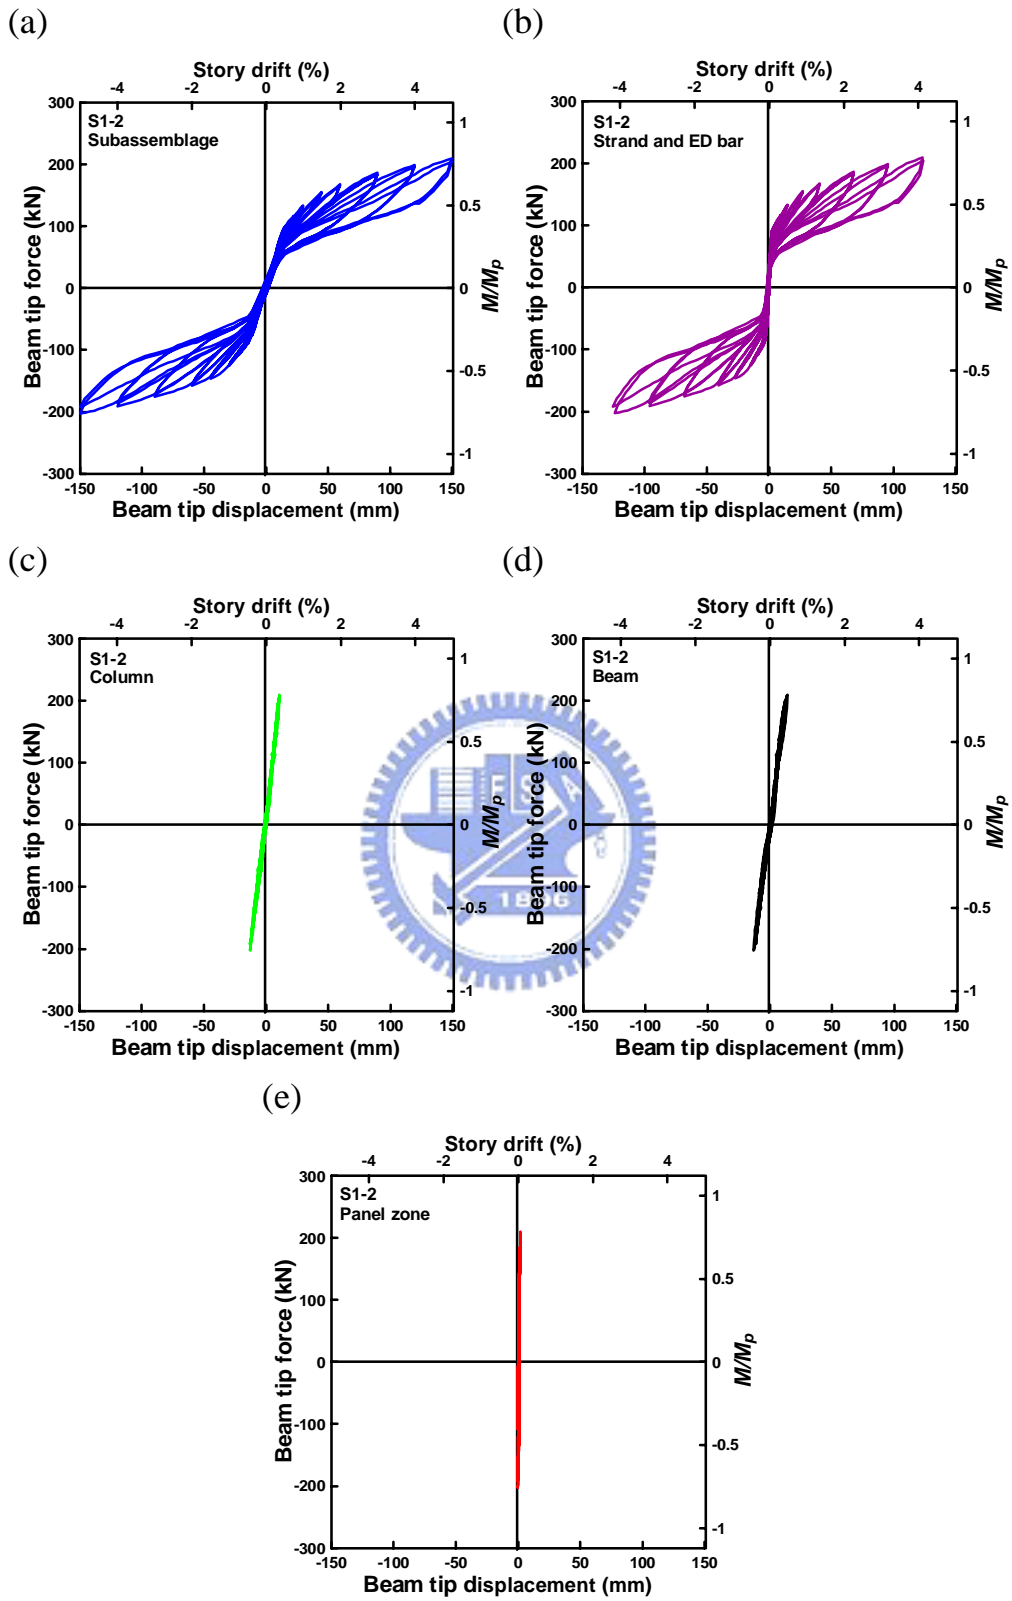 (a)
Story drift (%)
-4 -2 0 2 4
S1-2
Subassemblage
Beam tip force (kN)
300
200
100
0
-100
-200
-300
1
0.5
0
-0.5
-1
M/Mp
-150 -100 -50 0 50 100 150
Beam tip displacement (mm)
(b)
Story drift (%)
-4 -2 0 2 4
S1-2
Strand and ED bar
Beam tip force (kN)
300
200
100
0
-100
-200
-300
1
0.5
0
-0.5
-1
M/Mp
-150 -100 -50 0 50 100 150
Beam tip displacement (mm)
(c)
Story drift (%)
-4 -2 0 2 4
S1-2
Column
Beam tip force (kN)
300
200
100
0
-100
-200
-300
1
0.5
0
-0.5
-1
M/Mp
-150 -100 -50 0 50 100 150
Beam tip displacement (mm)
(d)
Story drift (%)
-4 -2 0 2 4
S1-2
Beam
Beam tip force (kN)
300
200
100
0
-100
-200
-300
1
0.5
0
-0.5
-1
M/Mp
-150 -100 -50 0 50 100 150
Beam tip displacement (mm)
1896
(e)
Story drift (%)
-4 -2 0 2 4
S1-2
Panel zone
Beam tip force (kN)
300
200
100
0
-100
-200
-300
1
0.5
0
-0.5
-1
M/Mp
-150 -100 -50 0 50 100 150
Beam tip displacement (mm)